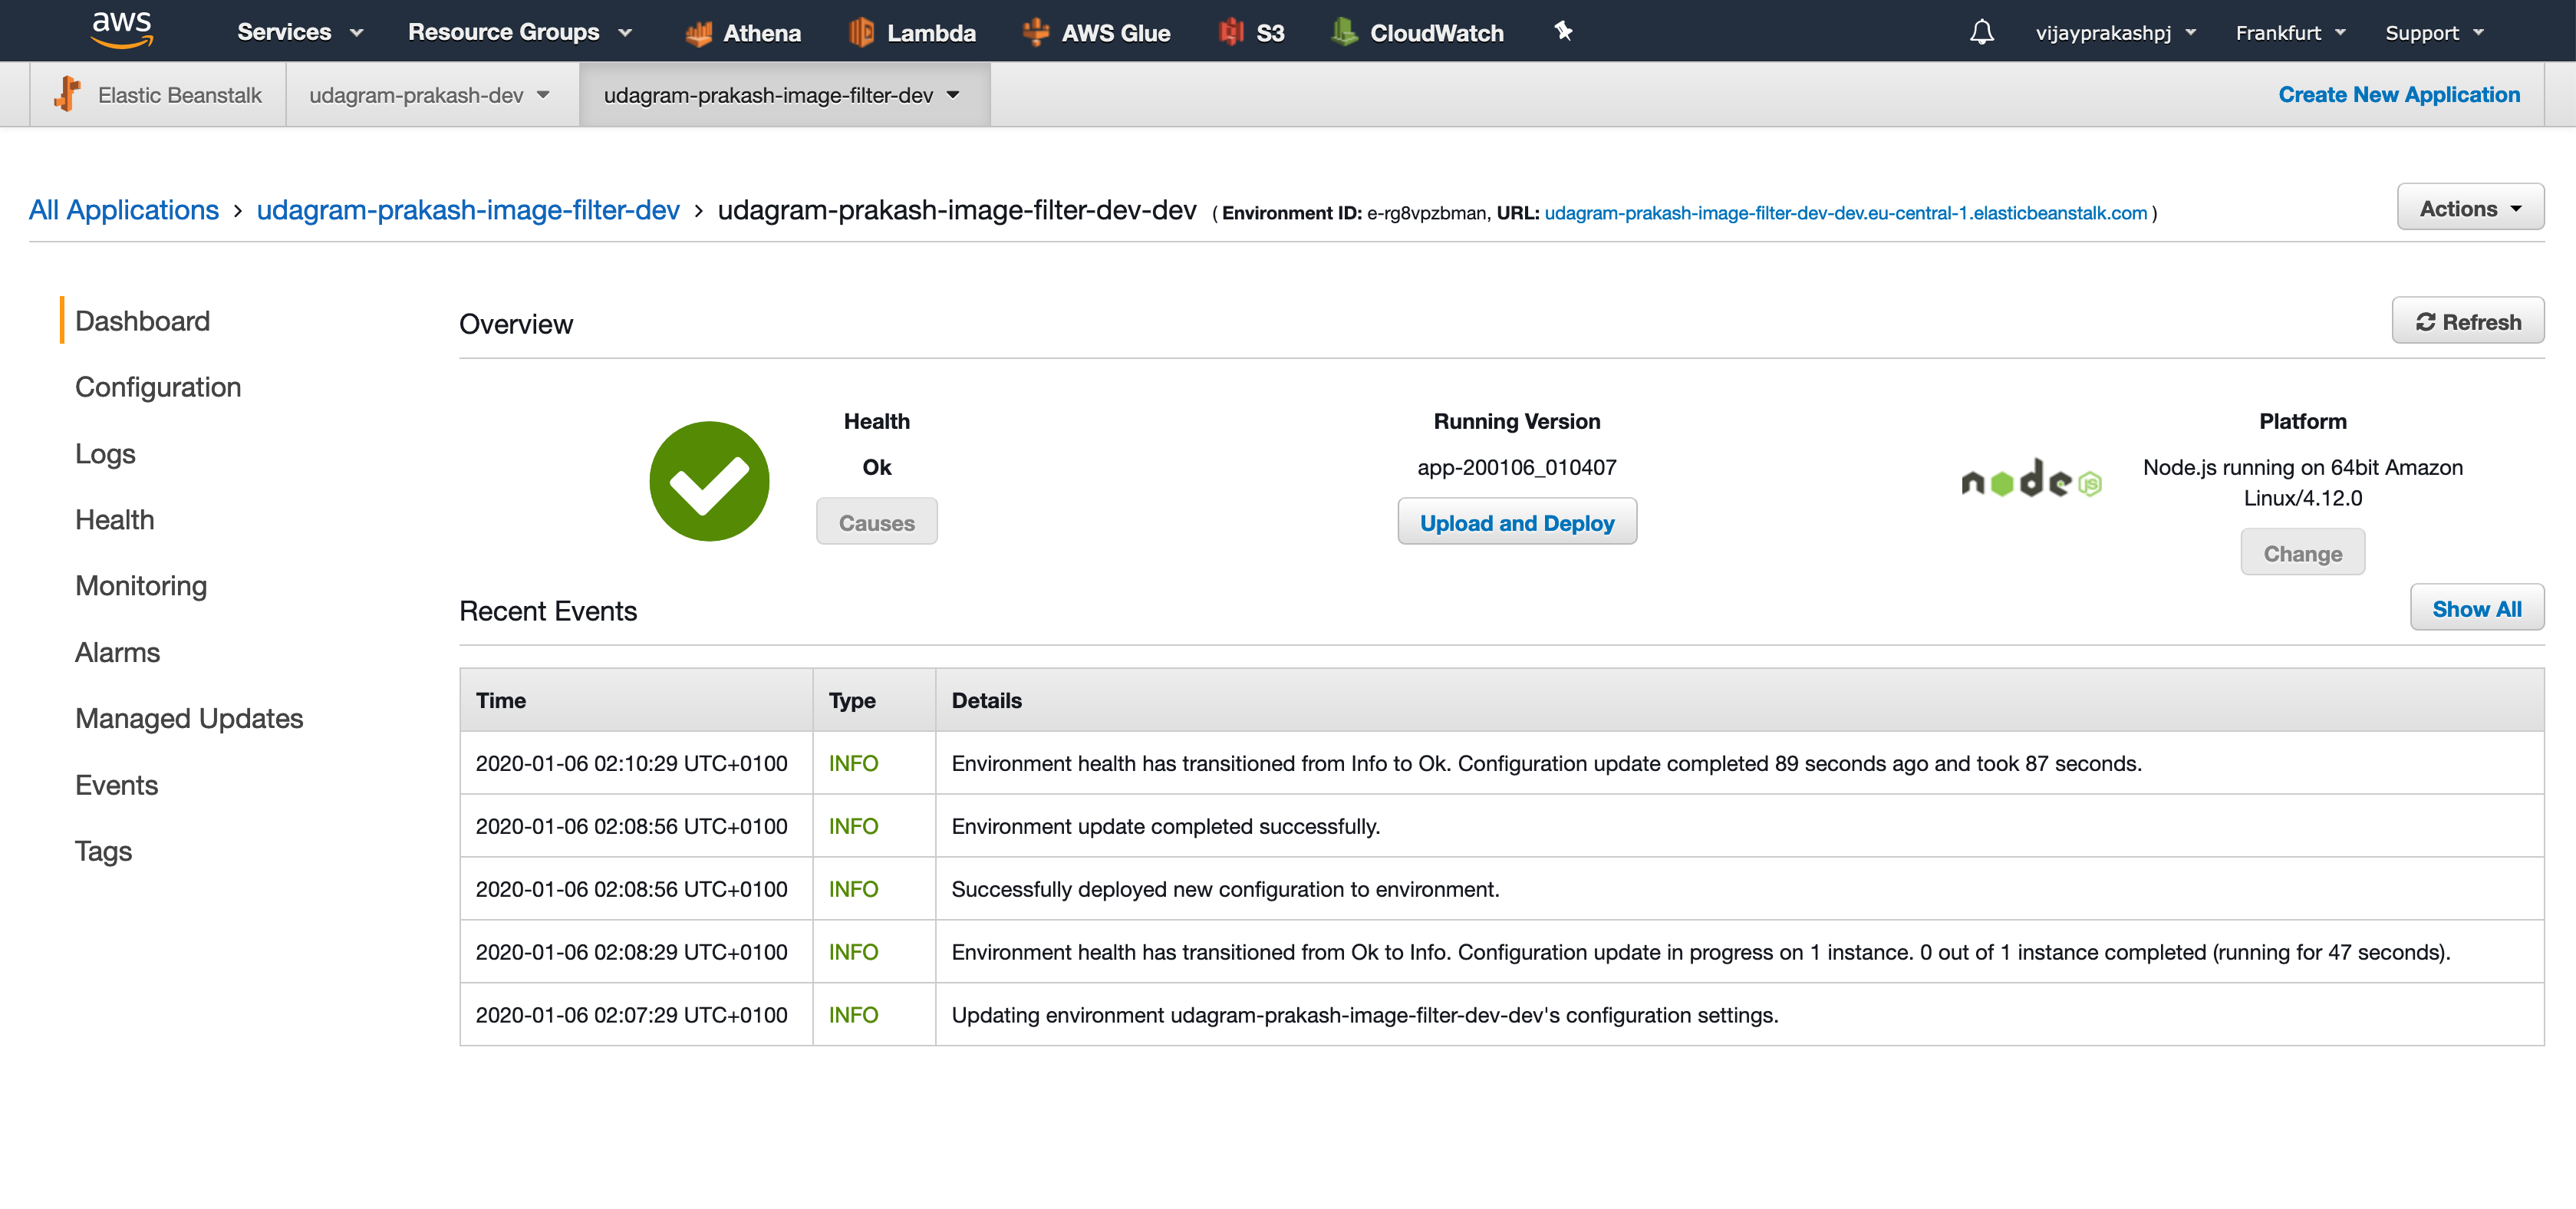 aws Services Resource Groups Athena Lambda AWS Glue S3 CloudWatch vijayprakashpj Frankfurt Support
Elastic Beanstalk udagram-prakash-dev udagram-prakash-image-filter-dev Create New Application
All Applications › udagram-prakash-image-filter-dev › udagram-prakash-image-filter-dev-dev ( Environment ID: e-rg8vpzbman, URL: udagram-prakash-image-filter-dev-dev.eu-central-1.elasticbeanstalk.com ) Actions
Dashboard
Configuration
Logs
Health
Monitoring
Alarms
Managed Updates
Events
Tags
Overview Refresh
Health
Ok
Causes
Running Version
app-200106_010407
Upload and Deploy
node JS
Platform
Node.js running on 64bit Amazon
Linux/4.12.0
Change
Recent Events Show All
Time Type Details
2020-01-06 02:10:29 UTC+0100 INFO Environment health has transitioned from Info to Ok. Configuration update completed 89 seconds ago and took 87 seconds.
2020-01-06 02:08:56 UTC+0100 INFO Environment update completed successfully.
2020-01-06 02:08:56 UTC+0100 INFO Successfully deployed new configuration to environment.
2020-01-06 02:08:29 UTC+0100 INFO Environment health has transitioned from Ok to Info. Configuration update in progress on 1 instance. 0 out of 1 instance completed (running for 47 seconds).
2020-01-06 02:07:29 UTC+0100 INFO Updating environment udagram-prakash-image-filter-dev-dev's configuration settings.